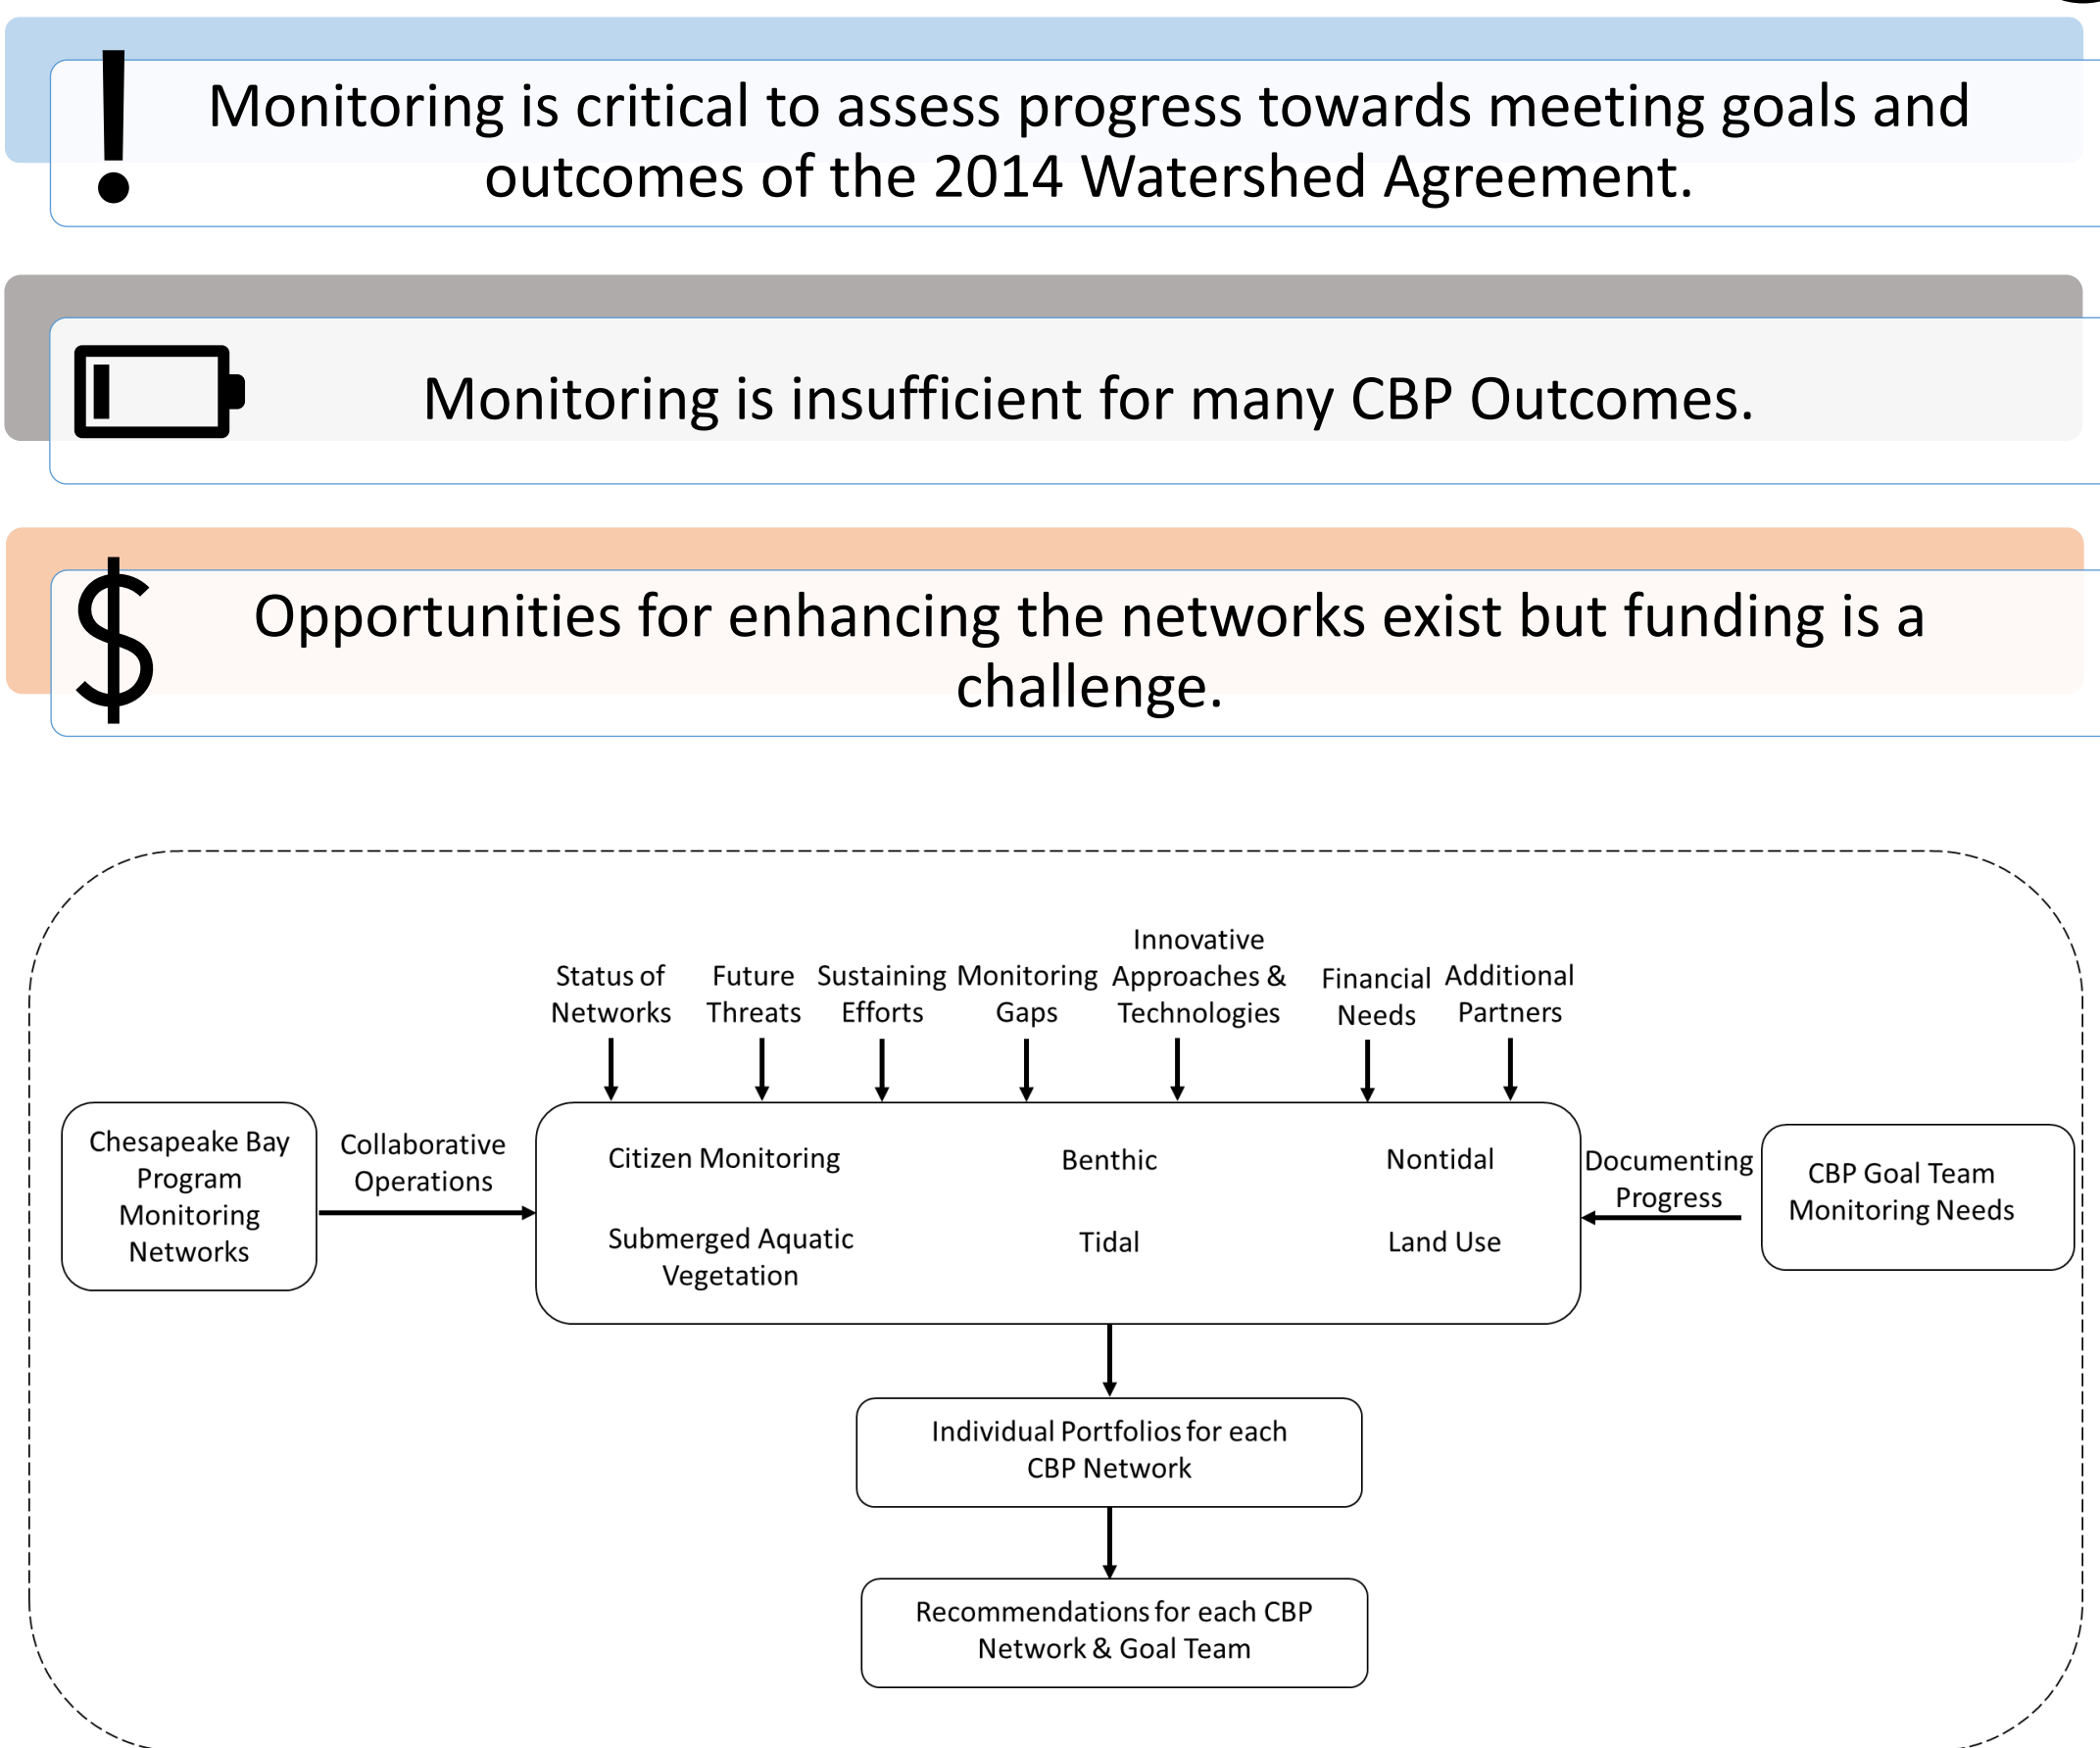 Monitoring is critical to assess progress towards meeting goals and
outcomes of the 2014 Watershed Agreement.
Monitoring is insufficient for many CBP Outcomes.
$
Opportunities for enhancing the networks exist but funding is a
challenge.
Status of
Networks
Future
Threats
Sustaining
Efforts
Monitoring
Gaps
Innovative
Approaches &
Technologies
Financial
Needs
Additional
Partners
Chesapeake Bay
Program
Monitoring
Networks
Collaborative
Operations
Citizen Monitoring
Benthic
Nontidal
Submerged Aquatic
Vegetation
Tidal
Land Use
Documenting
Progress
CBP Goal Team
Monitoring Needs
Individual Portfolios for each
CBP Network
Recommendations for each CBP
Network & Goal Team